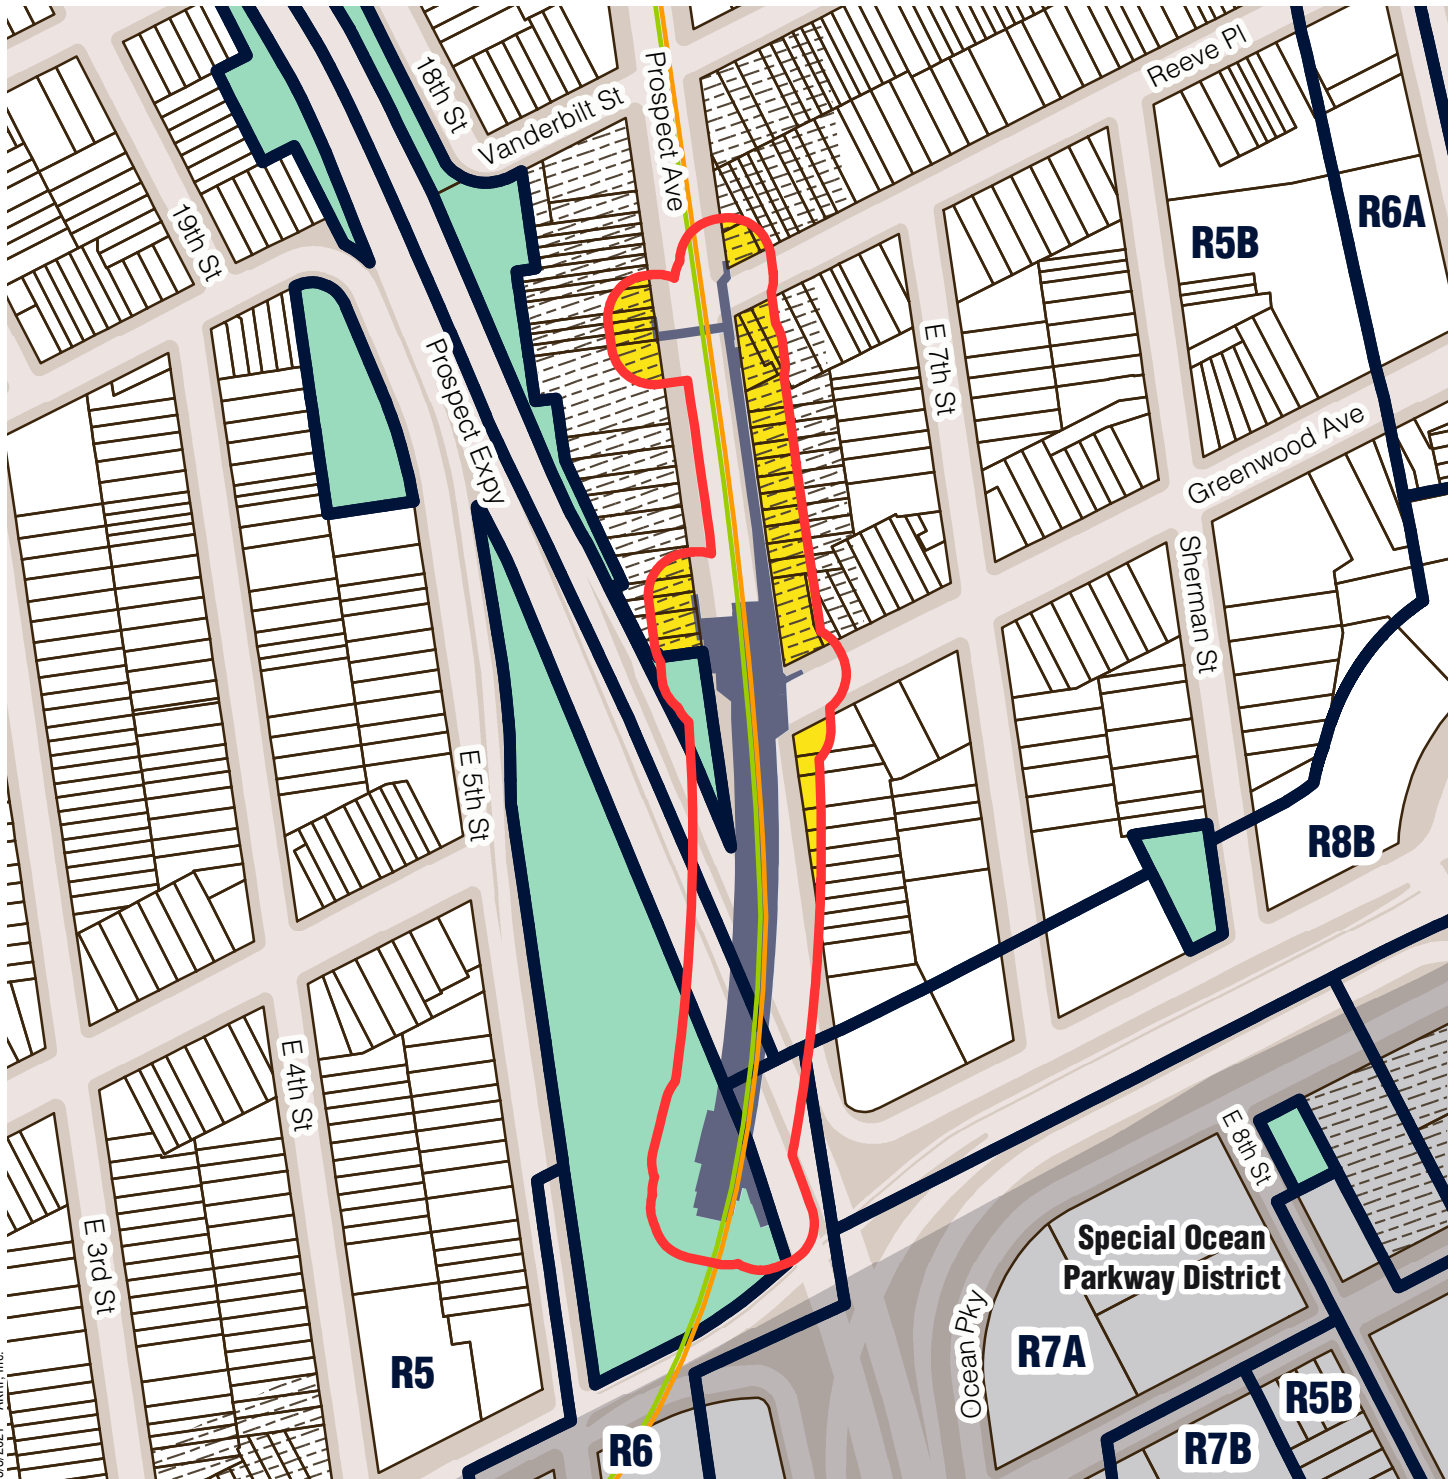 18th St
Vanderbilt St
Prospect Ave
Reeve Pl
19th St
R5B
R6A
Prospect Expy
E 7th St
Greenwood Ave
Sherman St
E 5th St
R8B
E 4th St
E 8th St
Special Ocean
Parkway District
E 3rd St
Ocean Pky
R7A
R5
R5B
R6
R7B